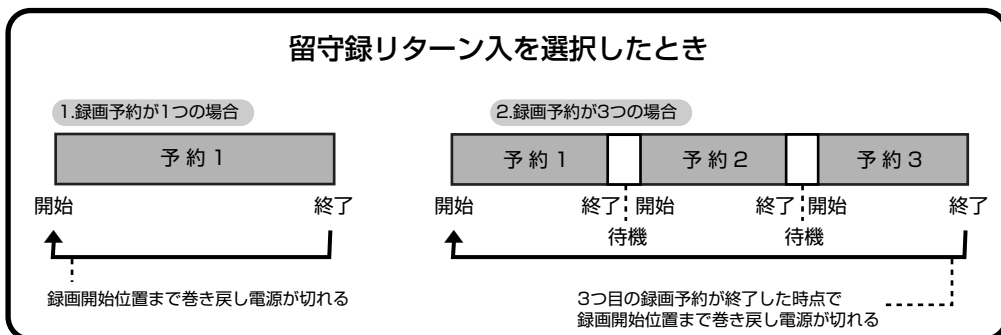 留守録リターン入を選択したとき
1.録画予約が1つの場合
予約1
開始
終了
録画開始位置まで巻き戻し電源が切れる
2.録画予約が3つの場合
予約1
予約2
予約3
開始
終了
開始
終了
開始
終了
待機
待機
3つ目の録画予約が終了した時点で
録画開始位置まで巻き戻し電源が切れる